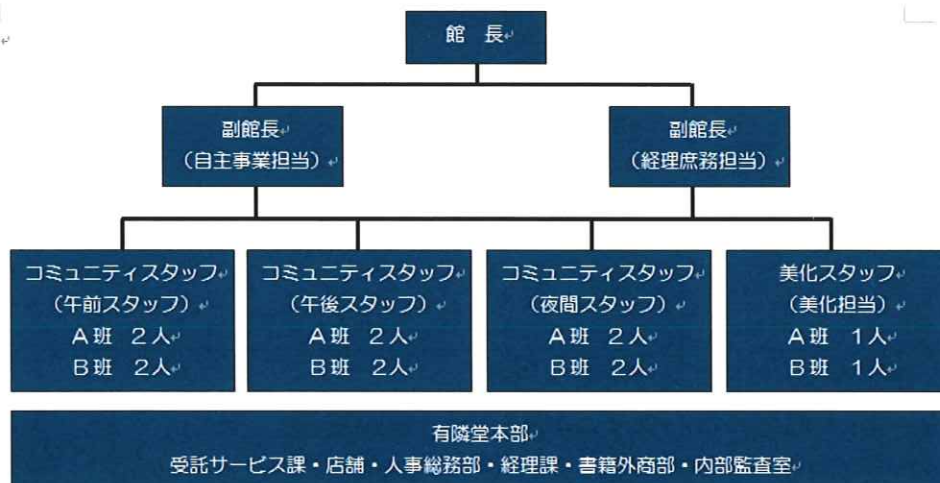 館　長
副館長
（自主事業担当）
副館長
（経理庶務担当）
コミュニティスタッフ
（午前スタッフ）
Ａ班　２人
Ｂ班　２人
コミュニティスタッフ
（午後スタッフ）
Ａ班　２人
Ｂ班　２人
コミュニティスタッフ
（夜間スタッフ）
Ａ班　２人
Ｂ班　２人
美化スタッフ
（美化担当）
Ａ班　１人
Ｂ班　１人
有隣堂本部
受託サービス課・店舗・人事総務部・経理課・書籍外商部・内部監査室